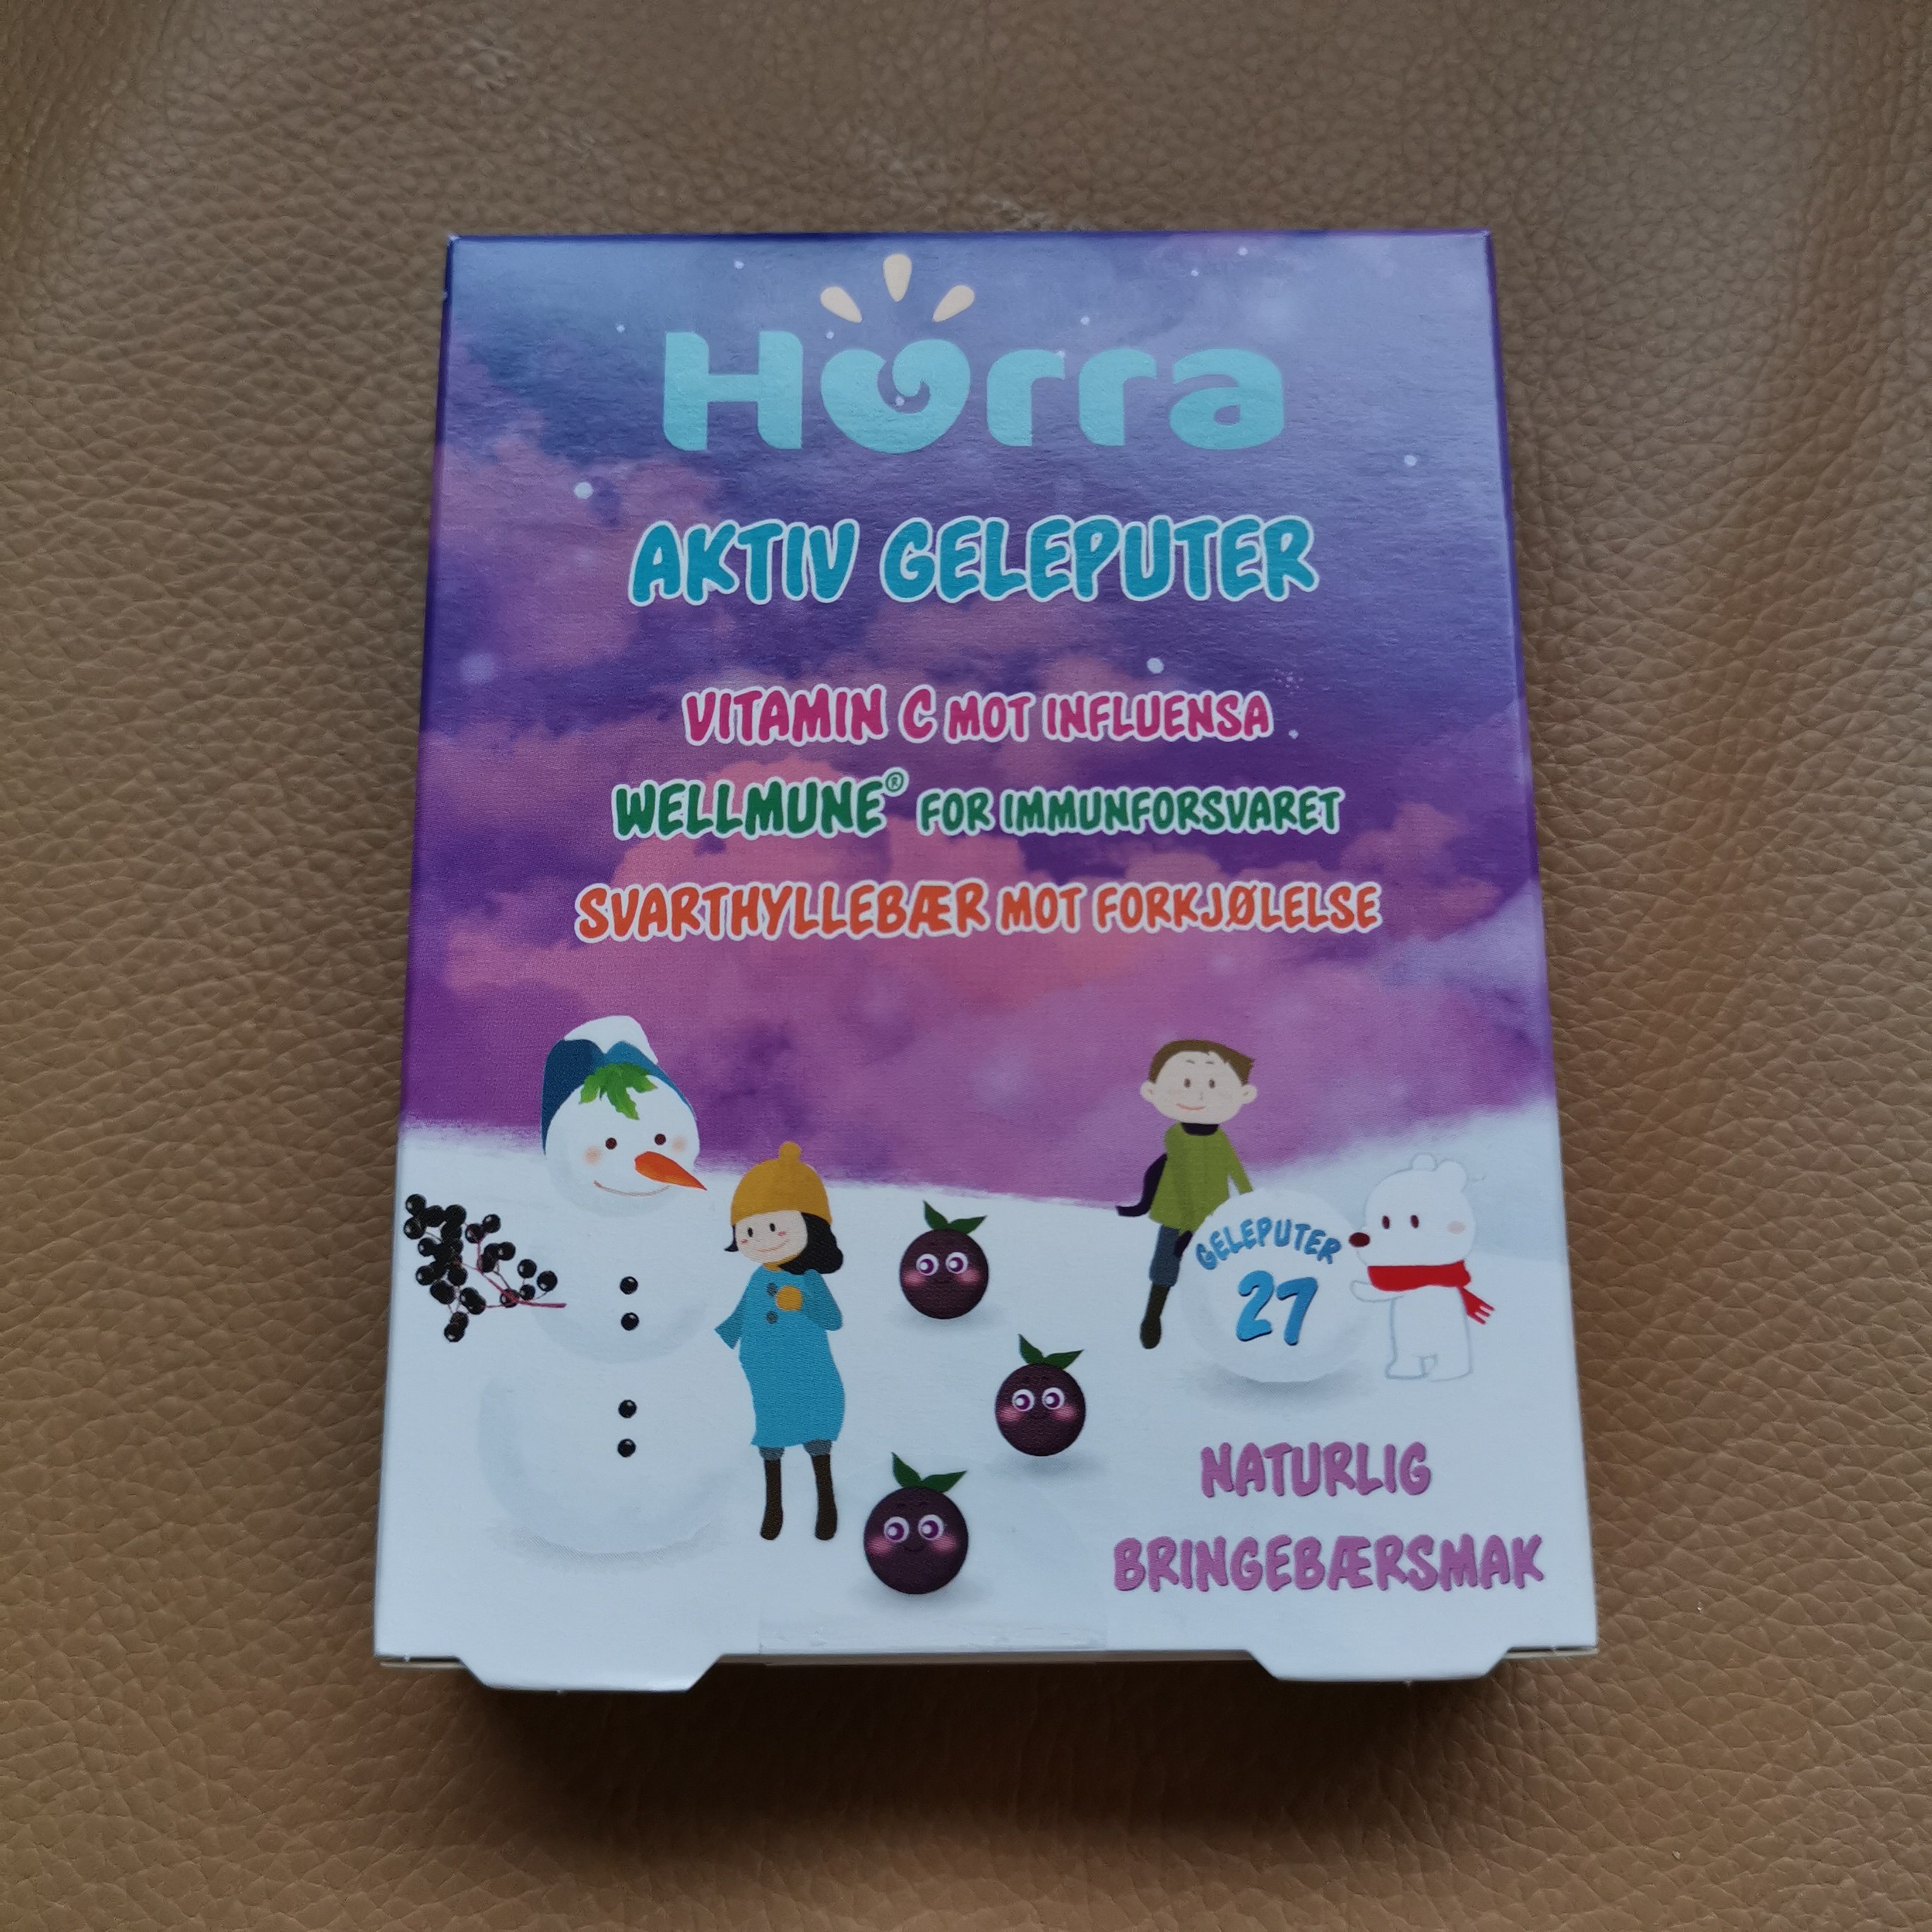 Hurra
AKTIV GELEPUTER
VITAMIN C MOT INFLUENSA
WELLMUNE® FOR IMMUNFORSVARET
SVARTHYLLEBÆR MOT FORKJØLELSE
GELEPUTER
27
NATURLIG
BRINGEBÆRSMAK